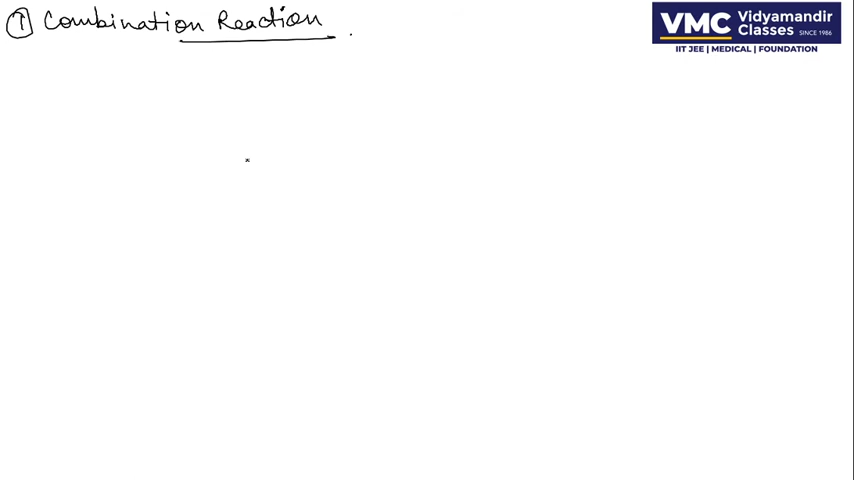 ① Combination Reaction.
VMC Vidyamandir Classes SINCE 1986
IIT JEE | MEDICAL | FOUNDATION